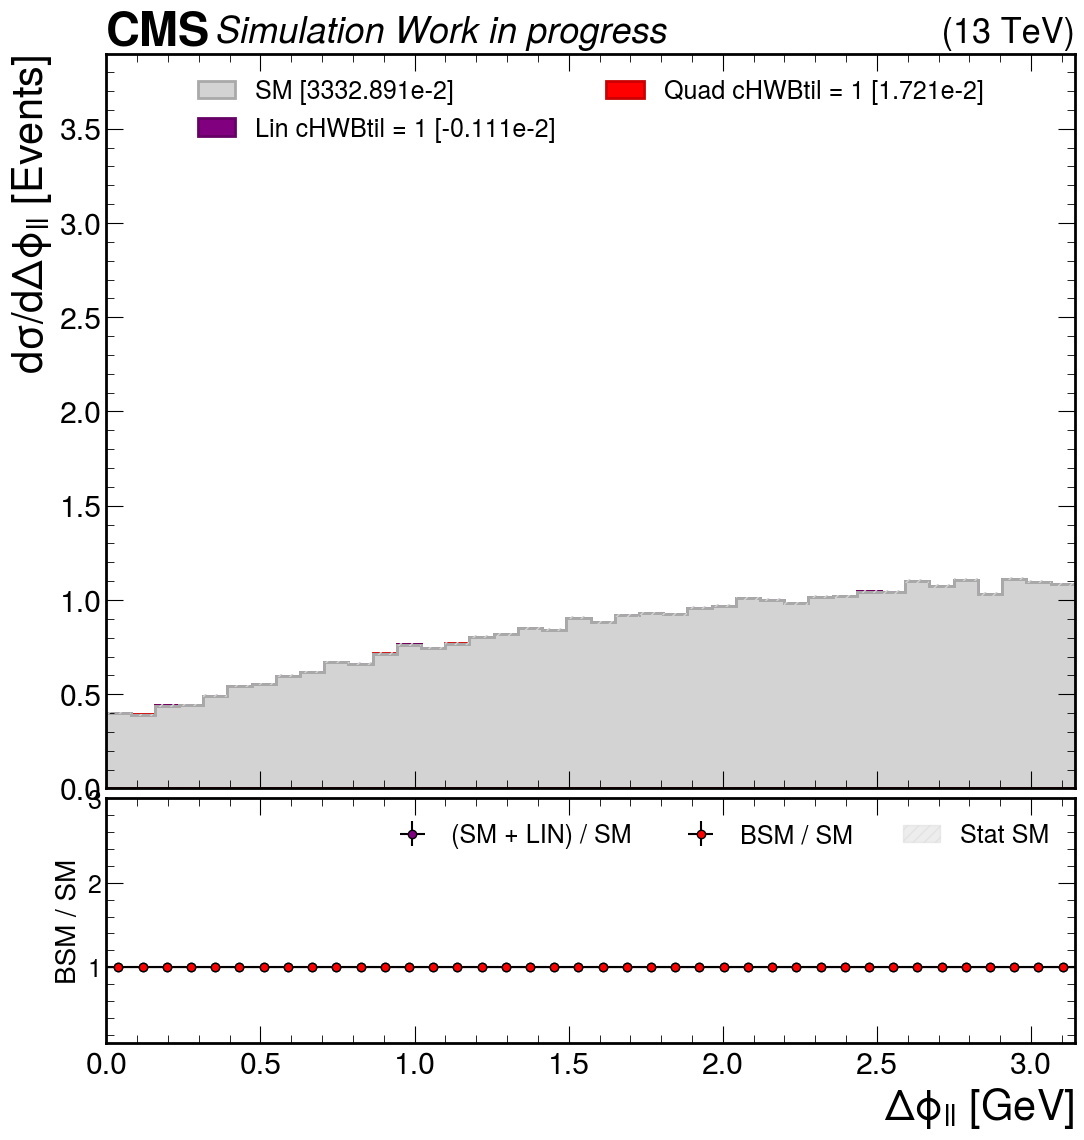 CMS Simulation Work in progress (13 TeV)
dσ/dΔϕ_ll [Events]
SM [3332.891e-2]
Quad cHWBtil = 1 [1.721e-2]
Lin cHWBtil = 1 [-0.111e-2]
3.5
3.0
2.5
2.0
1.5
1.0
0.5
0.0
BSM / SM
3
2
1
(SM + LIN) / SM
BSM / SM
Stat SM
0.0 0.5 1.0 1.5 2.0 2.5 3.0
Δϕ_ll [GeV]